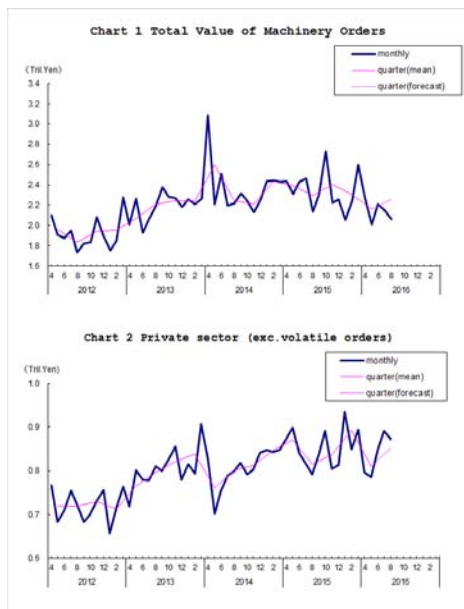 Chart 1 Total Value of Machinery Orders
monthly
quarter(mean)
quarter(forecast)
(Tril.Yen)
3.4
3.2
3.0
2.8
2.6
2.4
2.2
2.0
1.8
1.6
4 6 8 10 12 2 4 6 8 10 12 2 4 6 8 10 12 2 4 6 8 10 12 2 4 6 8 10 12 2
2012 2013 2014 2015 2016
Chart 2 Private sector (exc.volatile orders)
monthly
quarter(mean)
quarter(forecast)
(Tril.Yen)
1.0
0.9
0.8
0.7
0.6
4 6 8 10 12 2 4 6 8 10 12 2 4 6 8 10 12 2 4 6 8 10 12 2 4 6 8 10 12 2
2012 2013 2014 2015 2016